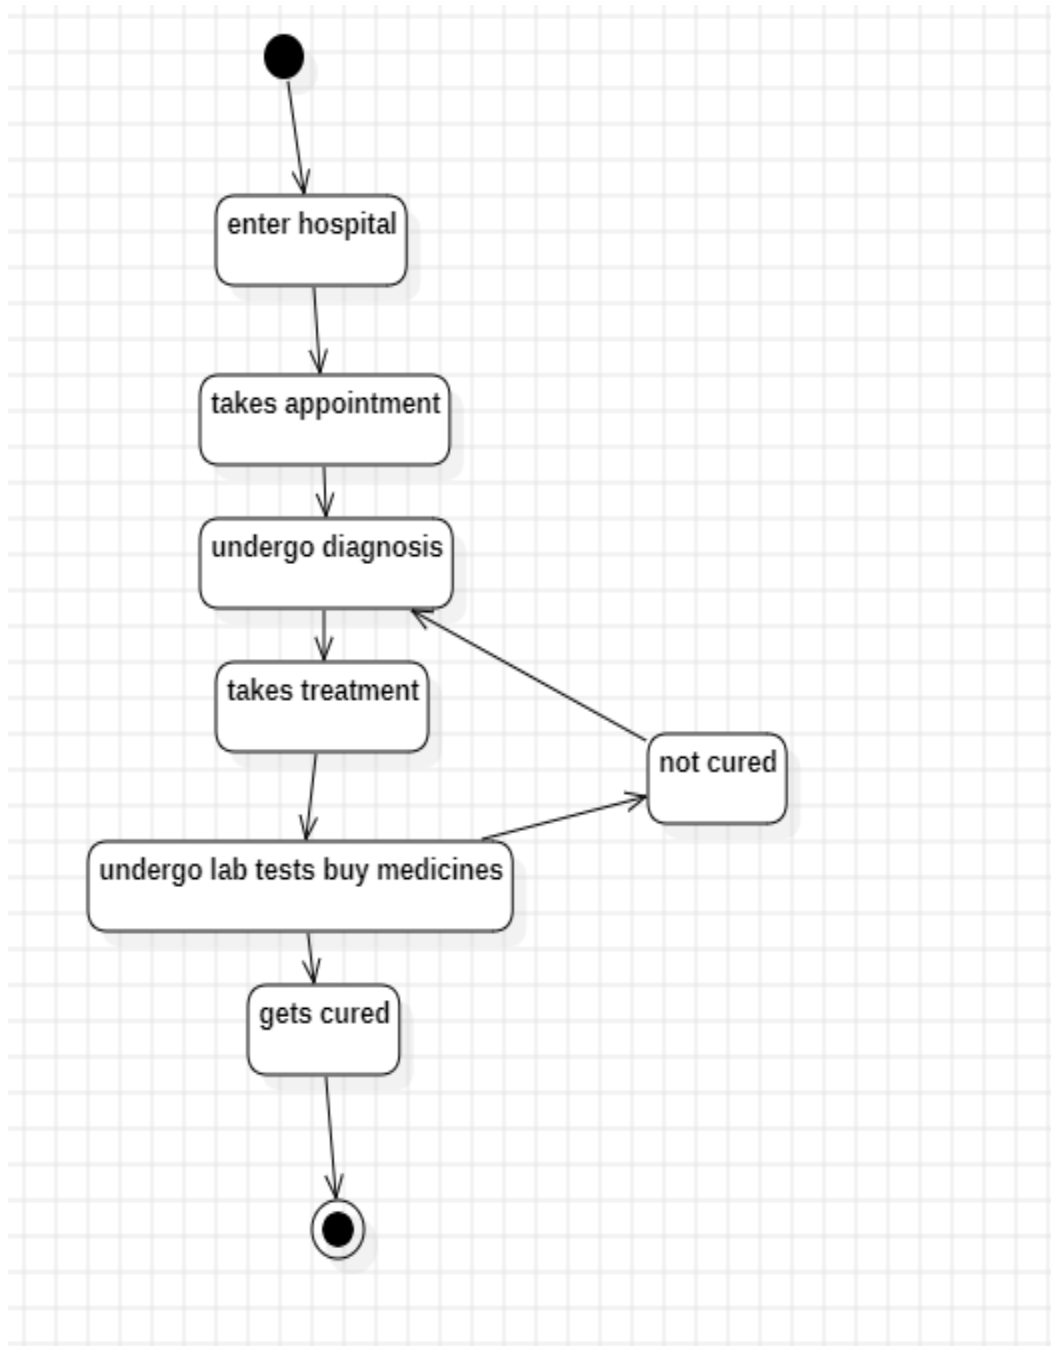 enter hospital
takes appointment
undergo diagnosis
takes treatment
not cured
undergo lab tests buy medicines
gets cured